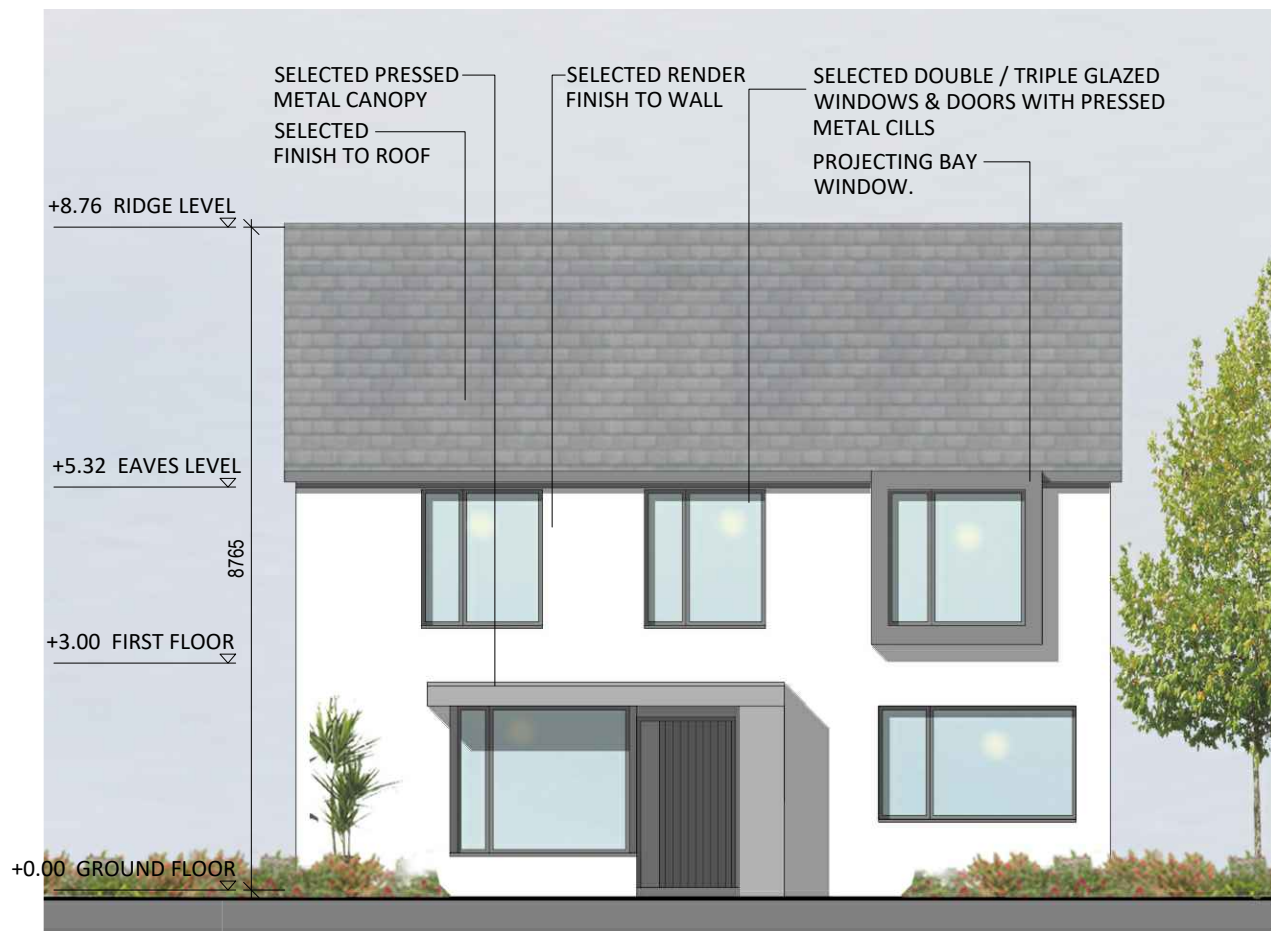 SELECTED PRESSED
METAL CANOPY
SELECTED
FINISH TO ROOF
SELECTED RENDER
FINISH TO WALL
SELECTED DOUBLE / TRIPLE GLAZED
WINDOWS & DOORS WITH PRESSED
METAL CILLS
PROJECTING BAY
WINDOW.
+8.76 RIDGE LEVEL
+5.32 EAVES LEVEL
8765
+3.00 FIRST FLOOR
+0.00 GROUND FLOOR